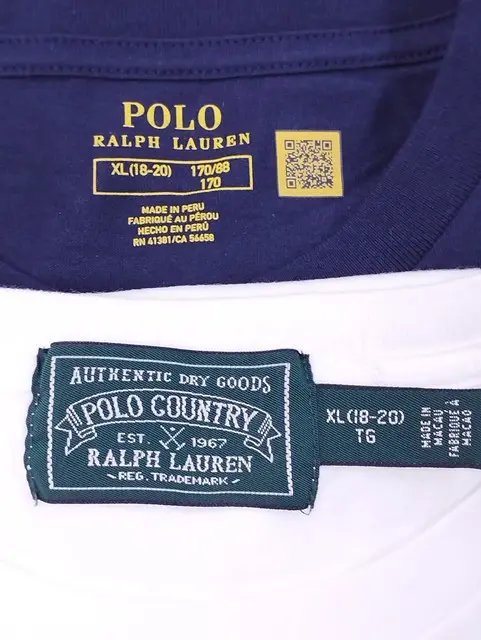 POLO
RALPH LAUREN
XL(18-20) 170/88
170
MADE IN PERU
FABRIQUÉ AU PÉROU
HECHO EN PERÚ
RN 41381/CA 56658
AUTHENTIC DRY GOODS
POLO COUNTRY
EST. 1967
RALPH LAUREN
REG. TRADEMARK
XL(18-20)
TG
MADE IN
MACAU
FABRIQUÉ À
MACAO